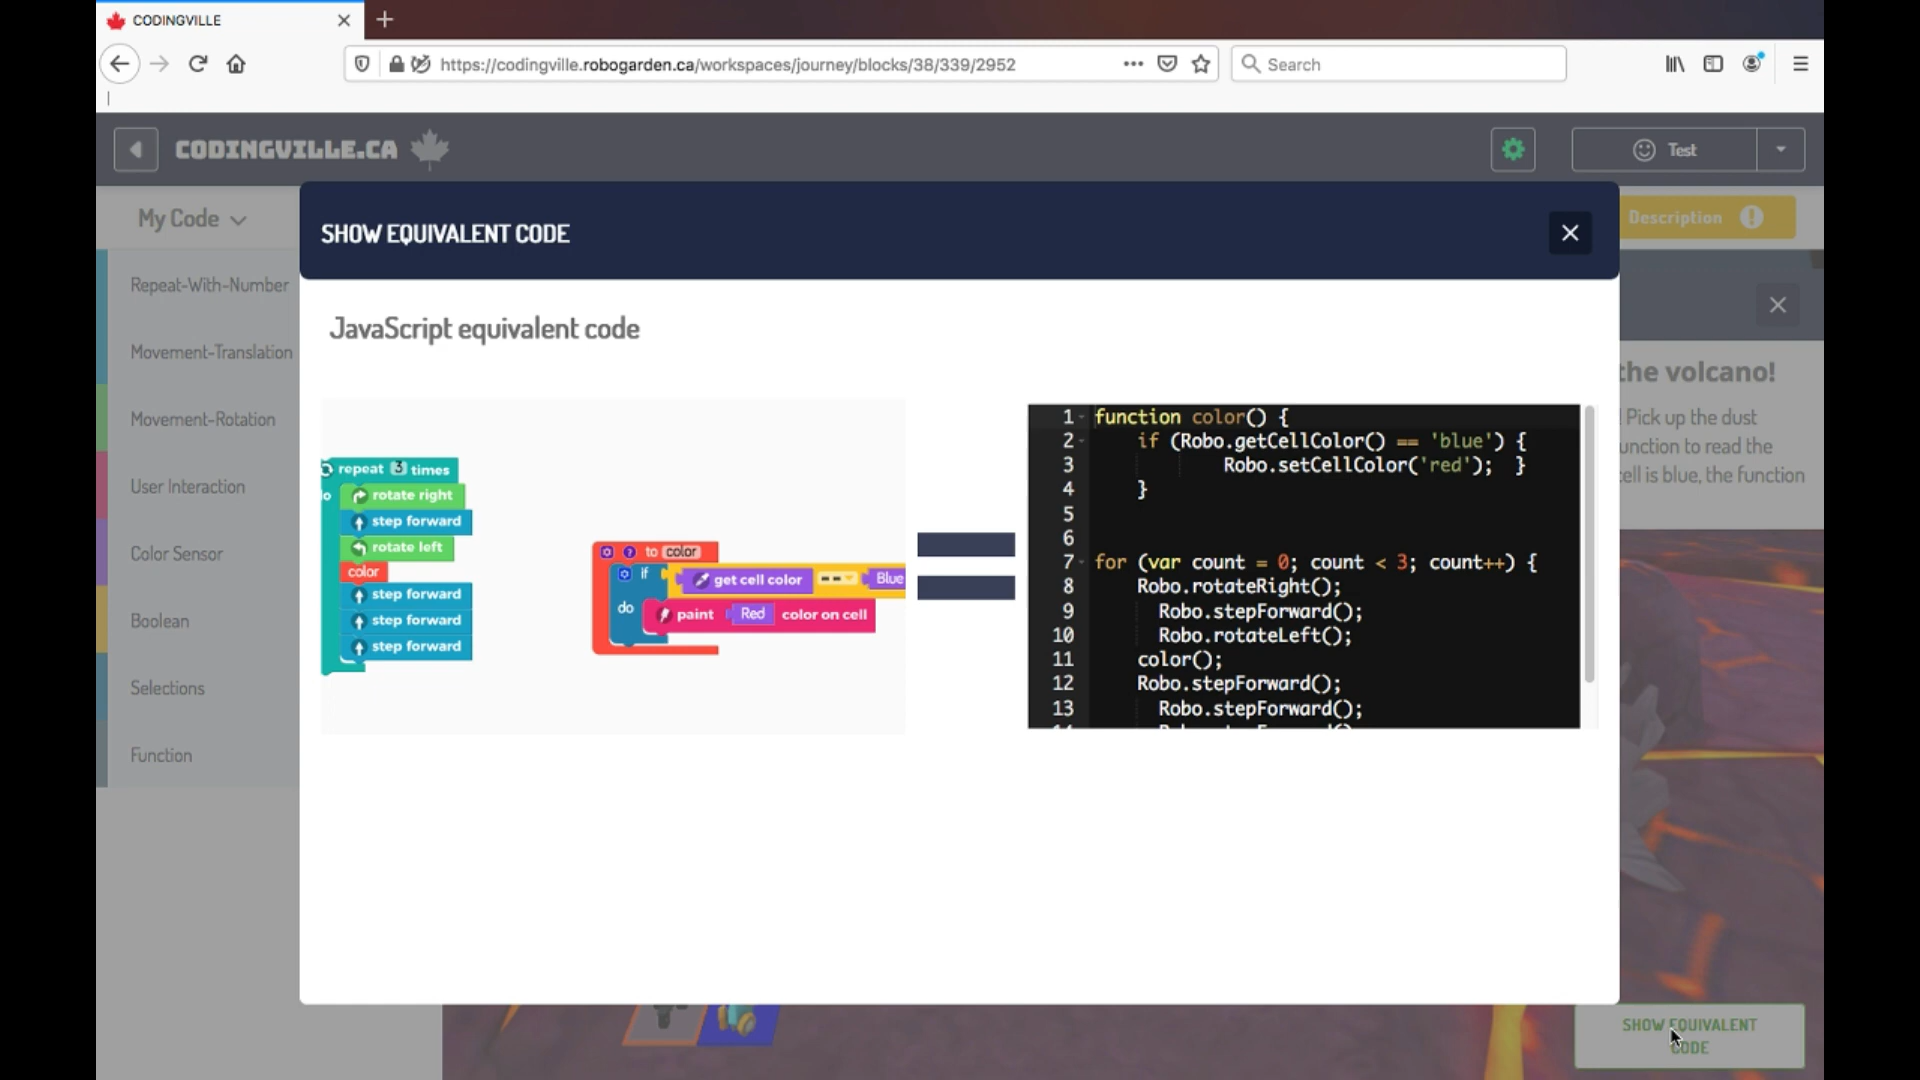 CODINGVILLE
https://codingville.robogarden.ca/workspaces/journey/blocks/38/339/2952
Search
CODINGVILLE.CA
Test
My Code
Description
SHOW EQUIVALENT CODE
Repeat-With-Number
Movement-Translation
Movement-Rotation
User Interaction
Color Sensor
Boolean
Selections
Function
JavaScript equivalent code
repeat 3 times
rotate right
step forward
rotate left
color
step forward
step forward
step forward
to color
if get cell color == Blue
do paint Red color on cell
1 function color() {
2 if (Robo.getCellColor() == 'blue') {
3 Robo.setCellColor('red'); }
4 }
5
6
7 for (var count = 0; count < 3; count++) {
8 Robo.rotateRight();
9 Robo.stepForward();
10 Robo.rotateLeft();
11 color();
12 Robo.stepForward();
13 Robo.stepForward();
the volcano!
Pick up the dust
unction to read the
cell is blue, the function
SHOW EQUIVALENT
CODE